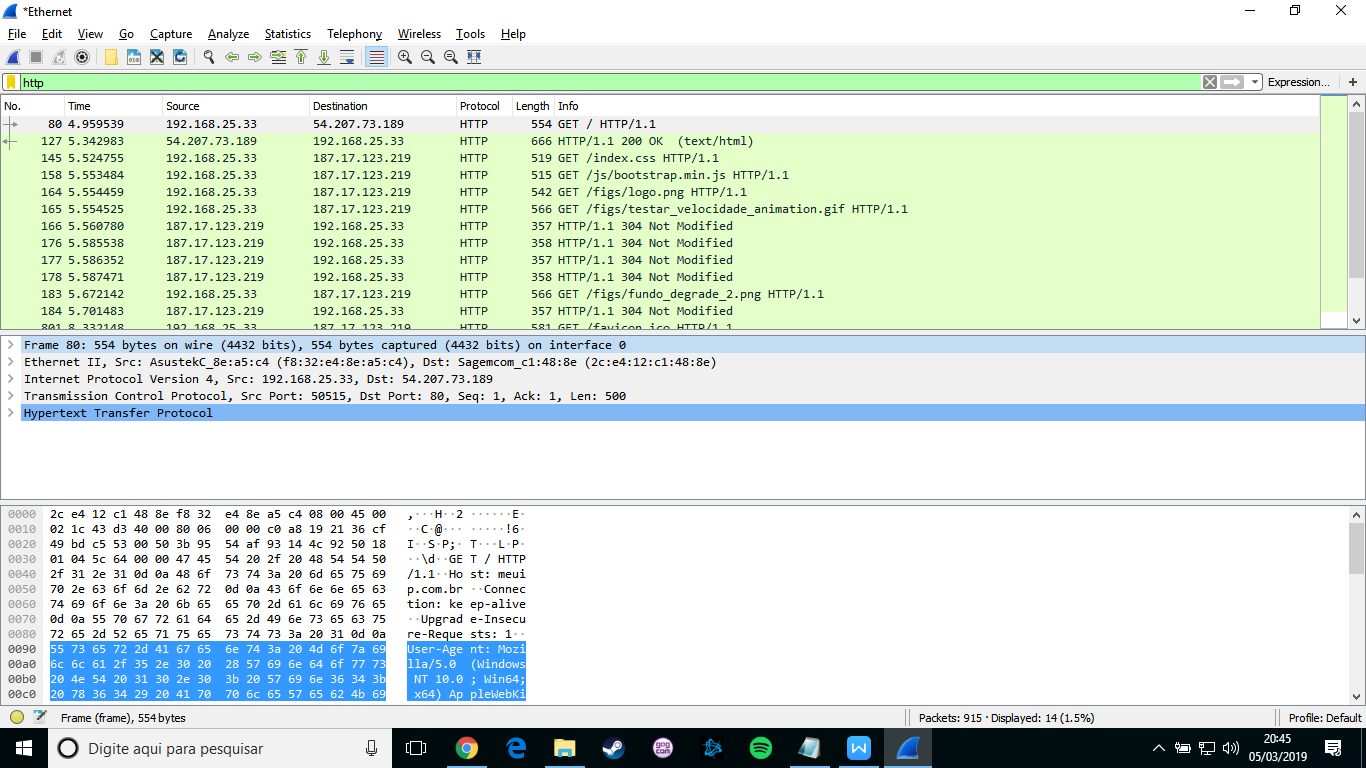 *Ethernet
File Edit View Go Capture Analyze Statistics Telephony Wireless Tools Help
http
Expression... +
No. Time Source Destination Protocol Length Info
80 4.959539 192.168.25.33 54.207.73.189 HTTP 554 GET / HTTP/1.1
127 5.342983 54.207.73.189 192.168.25.33 HTTP 666 HTTP/1.1 200 OK (text/html)
145 5.524755 192.168.25.33 187.17.123.219 HTTP 519 GET /index.css HTTP/1.1
158 5.553484 192.168.25.33 187.17.123.219 HTTP 515 GET /js/bootstrap.min.js HTTP/1.1
164 5.554459 192.168.25.33 187.17.123.219 HTTP 542 GET /figs/logo.png HTTP/1.1
165 5.554525 192.168.25.33 187.17.123.219 HTTP 566 GET /figs/testar_velocidade_animation.gif HTTP/1.1
166 5.560780 187.17.123.219 192.168.25.33 HTTP 357 HTTP/1.1 304 Not Modified
176 5.585538 187.17.123.219 192.168.25.33 HTTP 358 HTTP/1.1 304 Not Modified
177 5.586352 187.17.123.219 192.168.25.33 HTTP 357 HTTP/1.1 304 Not Modified
178 5.587471 187.17.123.219 192.168.25.33 HTTP 358 HTTP/1.1 304 Not Modified
183 5.672142 192.168.25.33 187.17.123.219 HTTP 566 GET /figs/fundo_degrade_2.png HTTP/1.1
184 5.701483 187.17.123.219 192.168.25.33 HTTP 357 HTTP/1.1 304 Not Modified
801 8.332148 192.168.25.33 187.17.123.219 HTTP 581 GET /favicon.ico HTTP/1.1
Frame 80: 554 bytes on wire (4432 bits), 554 bytes captured (4432 bits) on interface 0
Ethernet II, Src: AsustekC_8e:a5:c4 (f8:32:e4:8e:a5:c4), Dst: Sagemcom_c1:48:8e (2c:e4:12:c1:48:8e)
Internet Protocol Version 4, Src: 192.168.25.33, Dst: 54.207.73.189
Transmission Control Protocol, Src Port: 50515, Dst Port: 80, Seq: 1, Ack: 1, Len: 500
Hypertext Transfer Protocol
0000 2c e4 12 c1 48 8e f8 32 e4 8e a5 c4 08 00 45 00 ,···H··2 ······E·
0010 02 1c 43 d3 40 00 80 06 00 00 c0 a8 19 21 36 cf ··C·@··· ·····!6·
0020 49 bd c5 53 00 50 3b 95 54 af 93 14 4c 92 50 18 I··S·P;· T···L·P·
0030 01 04 5c 64 00 00 47 45 54 20 2f 20 48 54 54 50 ··\d··GE T / HTTP
0040 2f 31 2e 31 0d 0a 48 6f 73 74 3a 20 6d 65 75 69 /1.1··Ho st: meui
0050 70 2e 63 6f 6d 2e 62 72 0d 0a 43 6f 6e 6e 65 63 p.com.br ··Connec
0060 74 69 6f 6e 3a 20 6b 65 65 70 2d 61 6c 69 76 65 tion: ke ep-alive
0070 0d 0a 55 70 67 72 61 64 65 2d 49 6e 73 65 63 75 ··Upgrad e-Insecu
0080 72 65 2d 52 65 71 75 65 73 74 73 3a 20 31 0d 0a re-Reque sts: 1··
0090 55 73 65 72 2d 41 67 65 6e 74 3a 20 4d 6f 7a 69 User-Age nt: Mozi
00a0 6c 6c 61 2f 35 2e 30 20 28 57 69 6e 64 6f 77 73 lla/5.0 (Windows
00b0 20 4e 54 20 31 30 2e 30 3b 20 57 69 6e 36 34 3b NT 10.0 ; Win64;
00c0 20 78 36 34 29 20 41 70 70 6c 65 57 65 62 4b 69 x64) Ap pleWebKi
Frame (frame), 554 bytes Packets: 915 · Displayed: 14 (1.5%) Profile: Default
Digite aqui para pesquisar
gog
com
20:45
05/03/2019